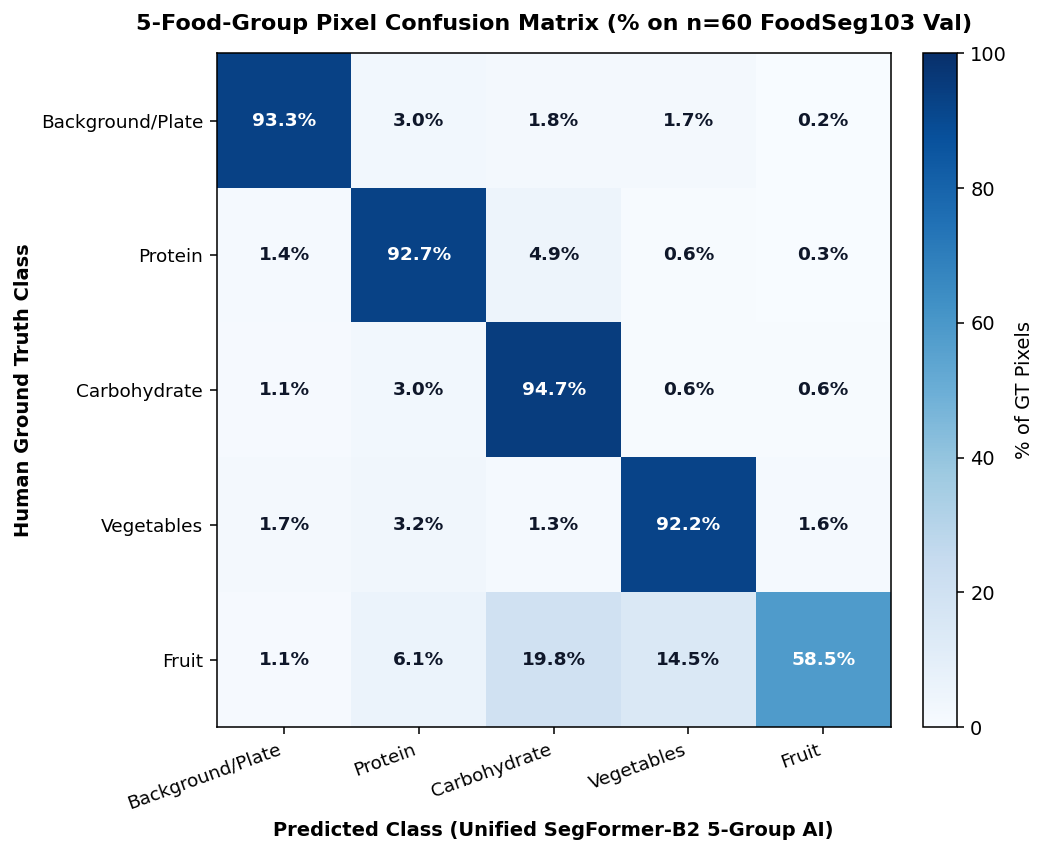 5-Food-Group Pixel Confusion Matrix (% on n=60 FoodSeg103 Val)
Human Ground Truth Class
Background/Plate 93.3% 3.0% 1.8% 1.7% 0.2%
Protein 1.4% 92.7% 4.9% 0.6% 0.3%
Carbohydrate 1.1% 3.0% 94.7% 0.6% 0.6%
Vegetables 1.7% 3.2% 1.3% 92.2% 1.6%
Fruit 1.1% 6.1% 19.8% 14.5% 58.5%
Background/Plate Protein Carbohydrate Vegetables Fruit
Predicted Class (Unified SegFormer-B2 5-Group AI)
100
80
60
40
20
0
% of GT Pixels